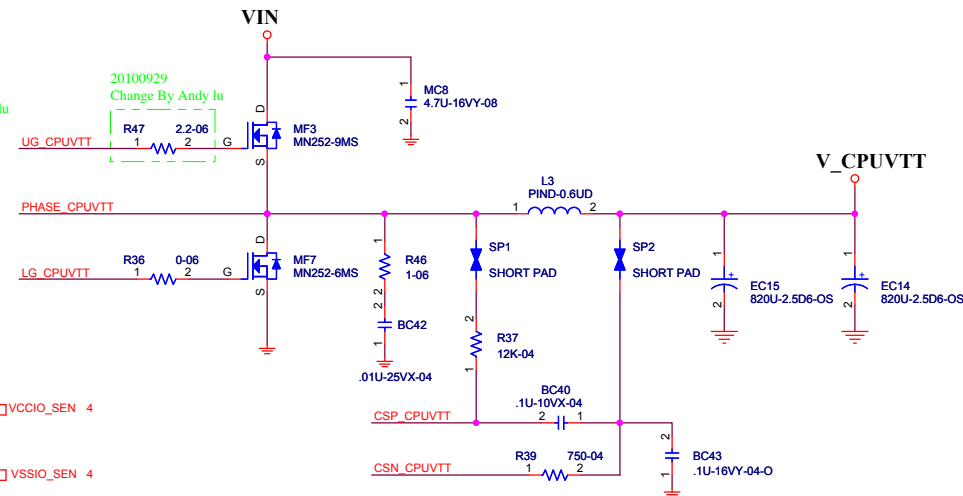 VIN
20100929
Change By Andy lu
lu
MC8
4.7U-16VY-08
1
2
R47
2.2-06
1
2
UG_CPUVTT
G
D
S
MF3
MN252-9MS
V_CPUVTT
L3
PIND-0.6UD
1
2
PHASE_CPUVTT
R36
0-06
1
2
LG_CPUVTT
G
D
S
MF7
MN252-6MS
1
R46
1-06
2
2
BC42
1
.01U-25VX-04
SP1
SHORT PAD
SP2
SHORT PAD
1
2
EC15
820U-2.5D6-OS
1
2
EC14
820U-2.5D6-OS
2
R37
12K-04
1
BC40
.1U-10VX-04
CSP_CPUVTT
2
1
VCCIO_SEN 4
R39
750-04
CSN_CPUVTT
1
2
2
BC43
.1U-16VY-04-O
1
VSSIO_SEN 4